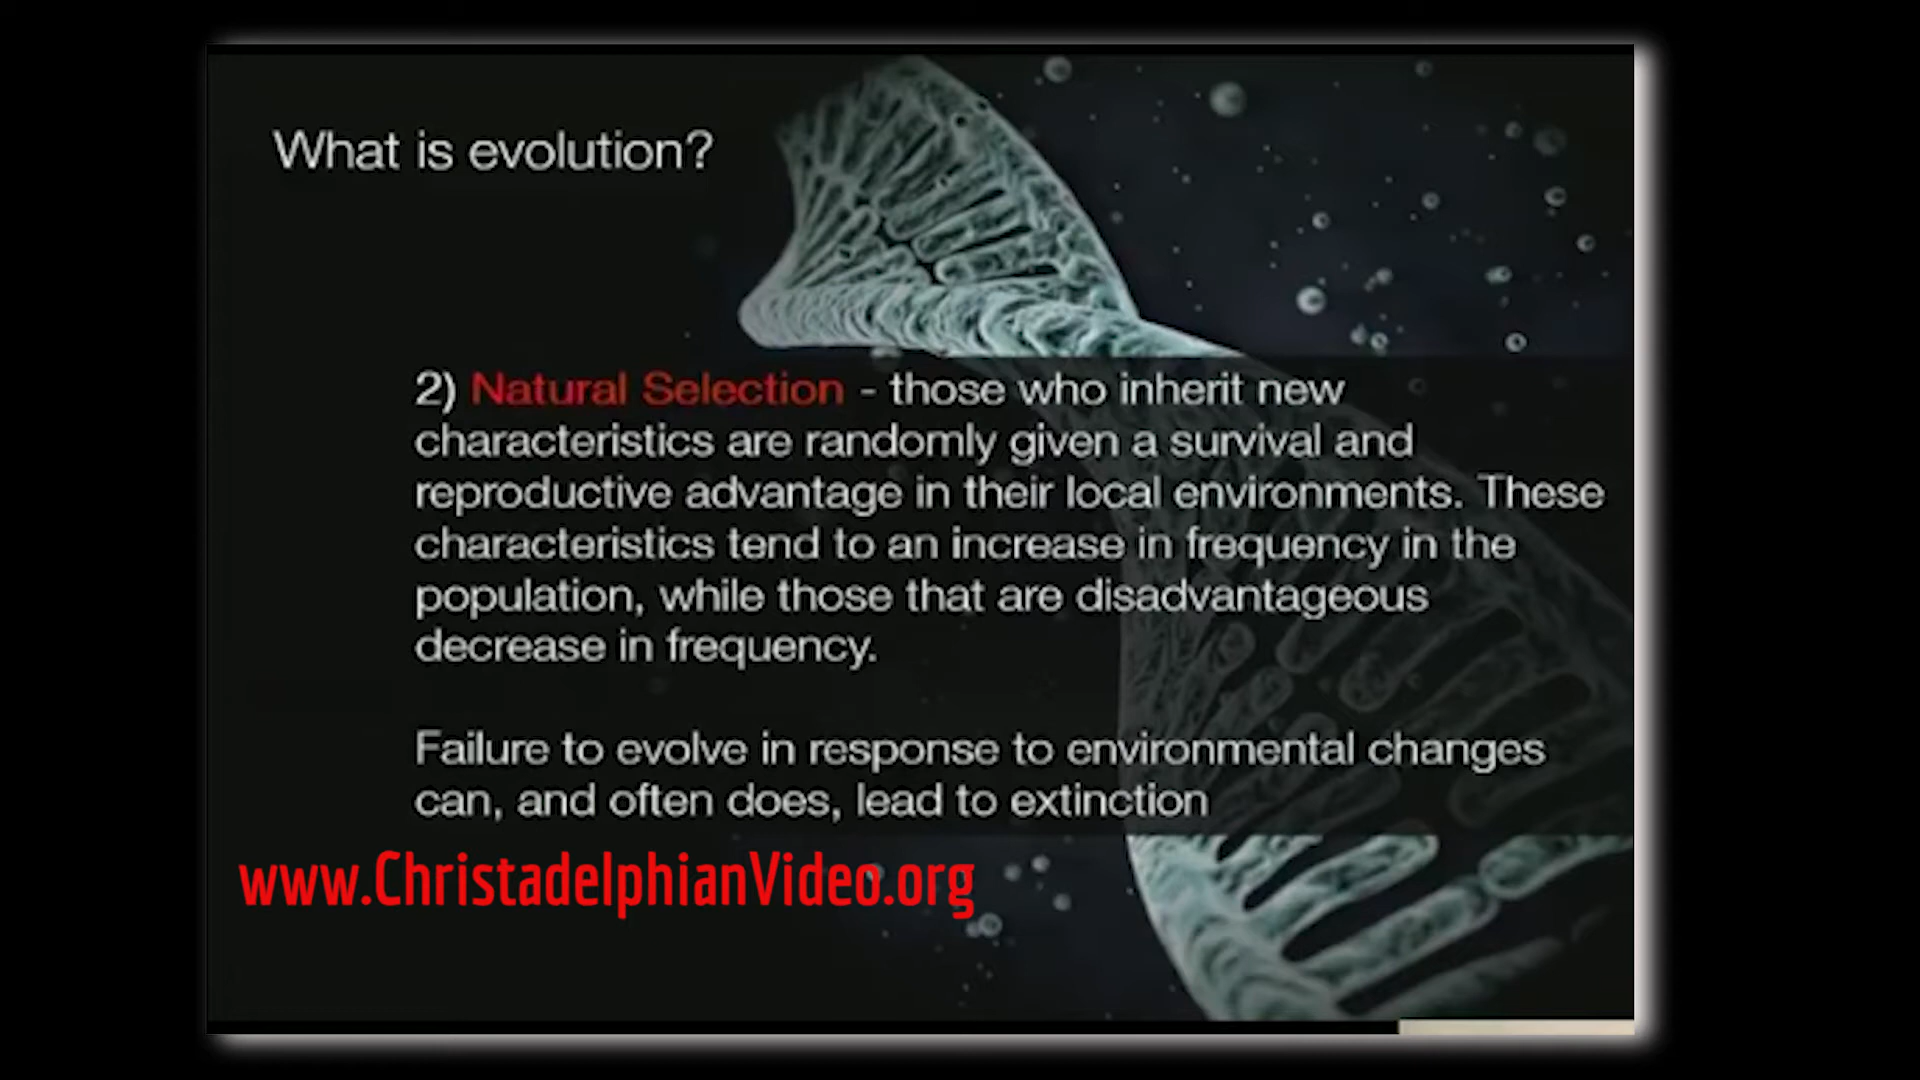 What is evolution?
2) Natural Selection - those who inherit new
characteristics are randomly given a survival and
reproductive advantage in their local environments. These
characteristics tend to an increase in frequency in the
population, while those that are disadvantageous
decrease in frequency.
Failure to evolve in response to environmental changes
can, and often does, lead to extinction
www.ChristadelphianVideo.org